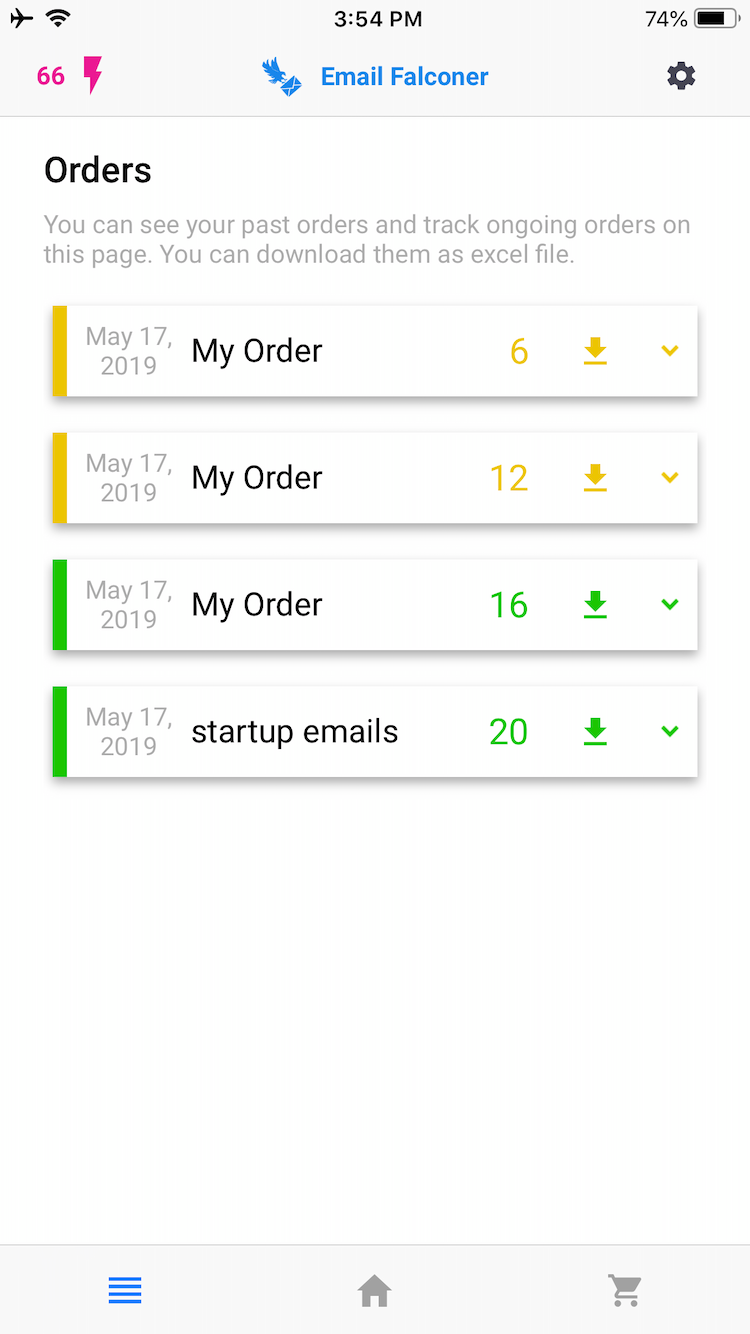 3:54 PM
74%
66
Email Falconer
Orders
You can see your past orders and track ongoing orders on
this page. You can download them as excel file.
May 17,
2019
My Order
6
May 17,
2019
My Order
12
May 17,
2019
My Order
16
May 17,
2019
startup emails
20